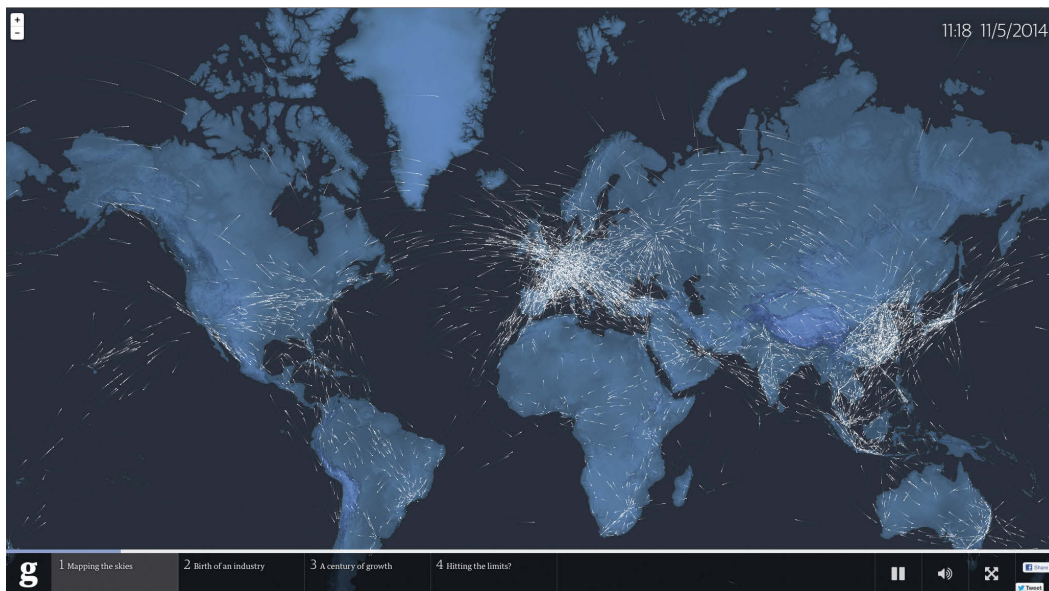 +
−
11:18 11/5/2014
g
1 Mapping the skies
2 Birth of an industry
3 A century of growth
4 Hitting the limits?
Share
Tweet